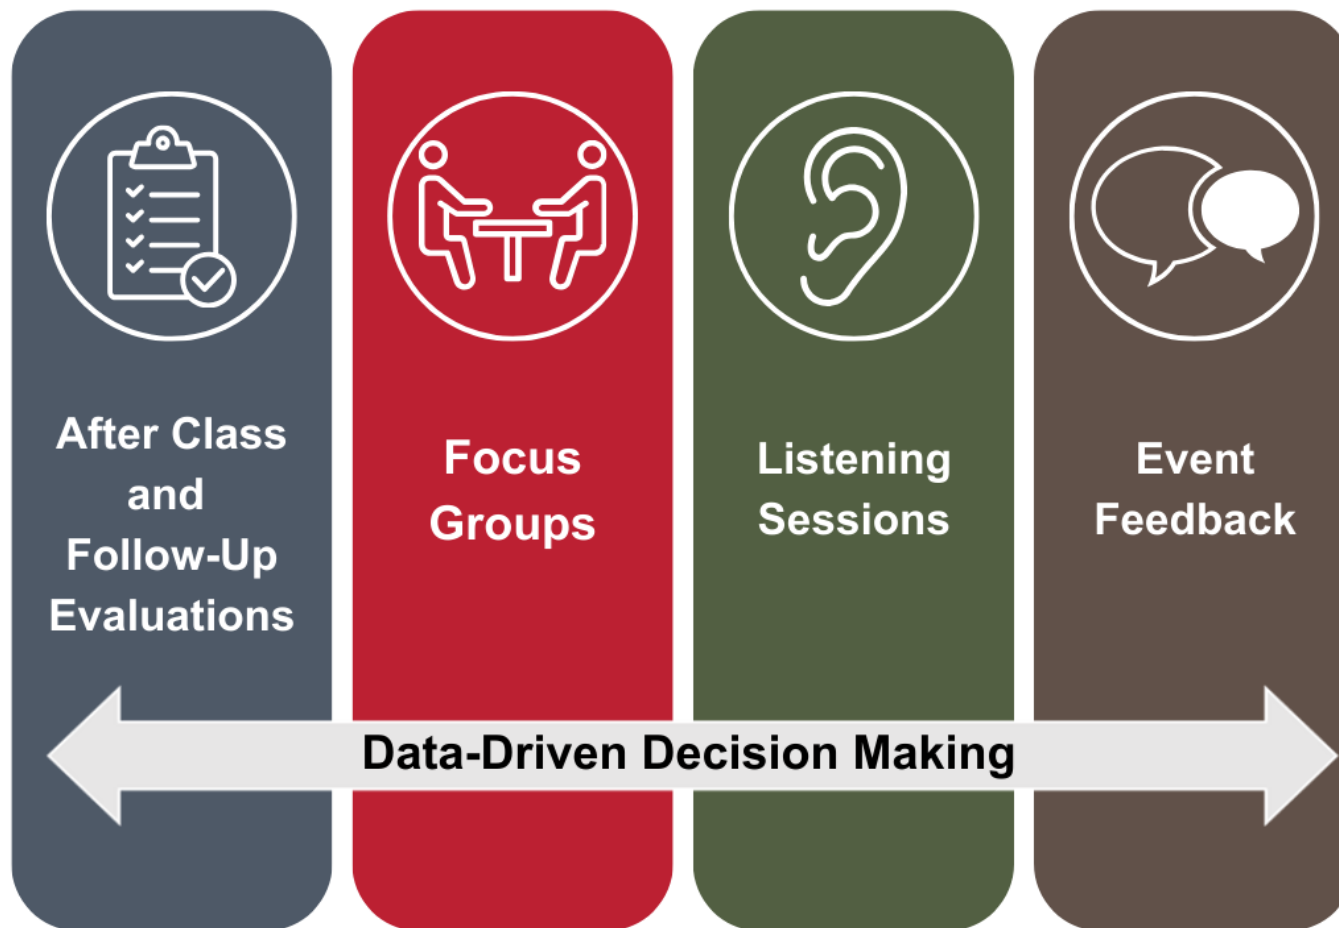 After Class
and
Follow-Up
Evaluations
Focus
Groups
Listening
Sessions
Event
Feedback
Data-Driven Decision Making